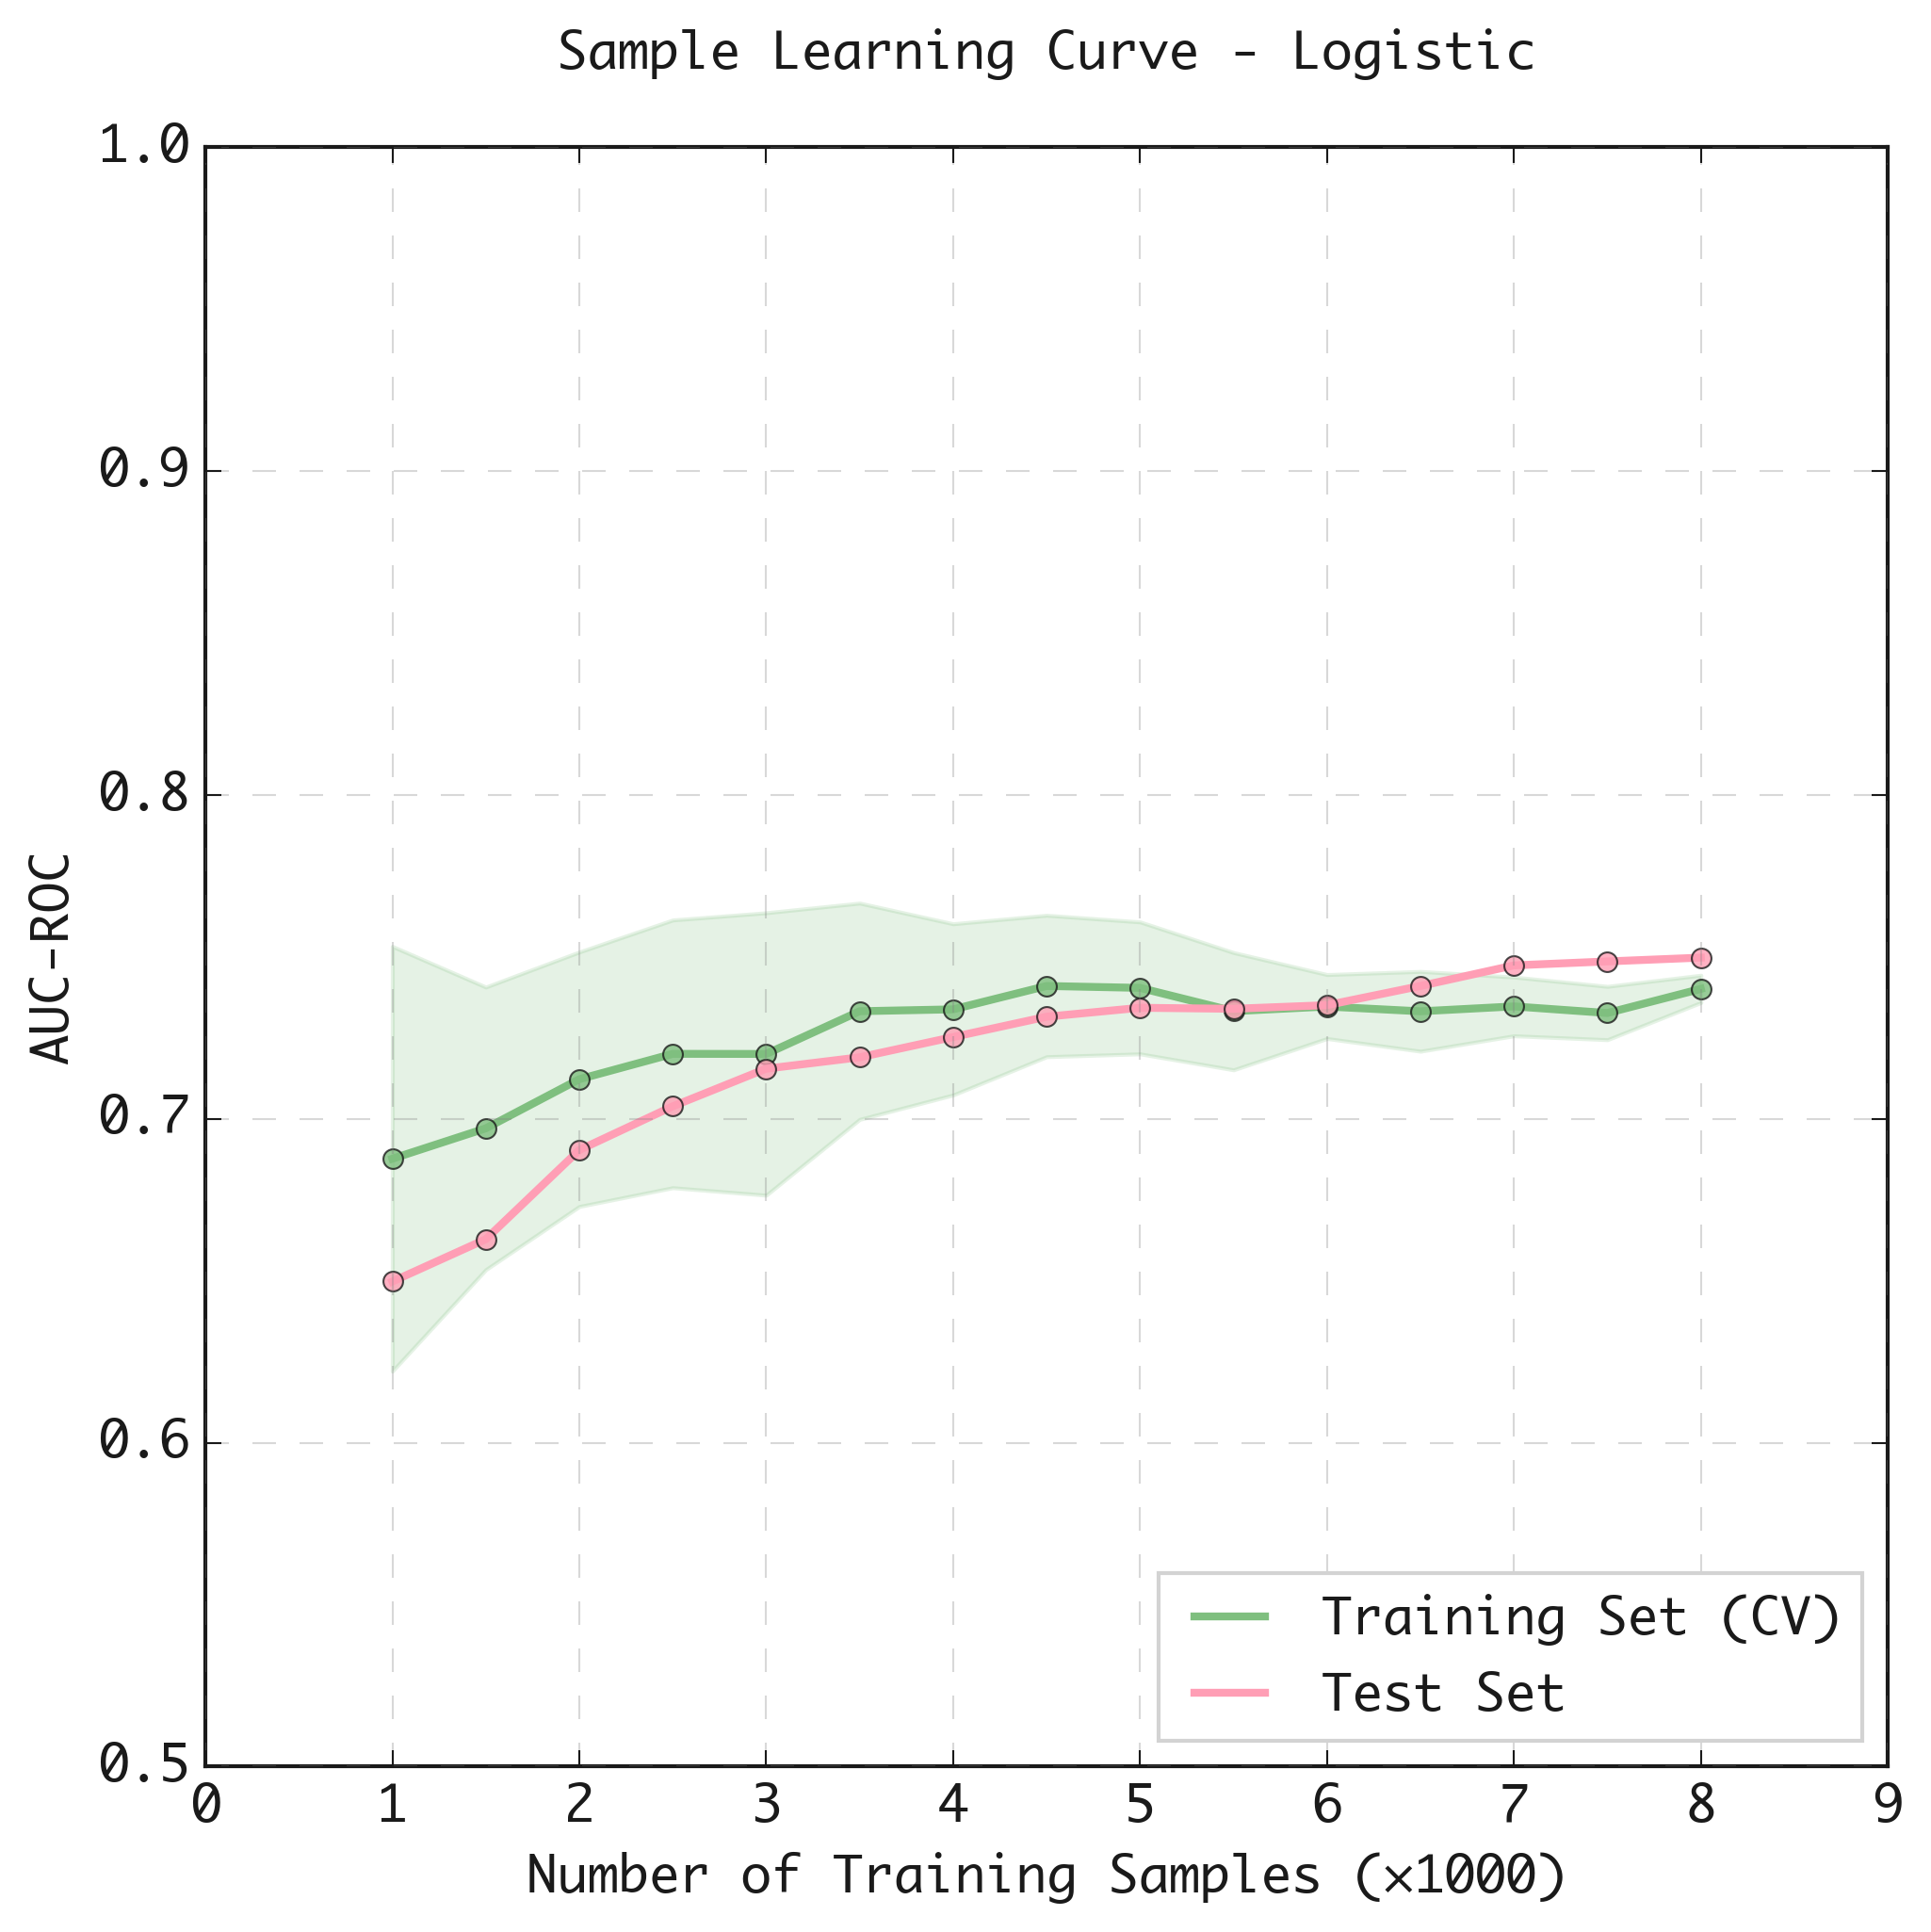 Sample Learning Curve - Logistic
1.0
0.9
0.8
0.7
0.6
0.5
AUC-ROC
0 1 2 3 4 5 6 7 8 9
Number of Training Samples (×1000)
Training Set (CV)
Test Set